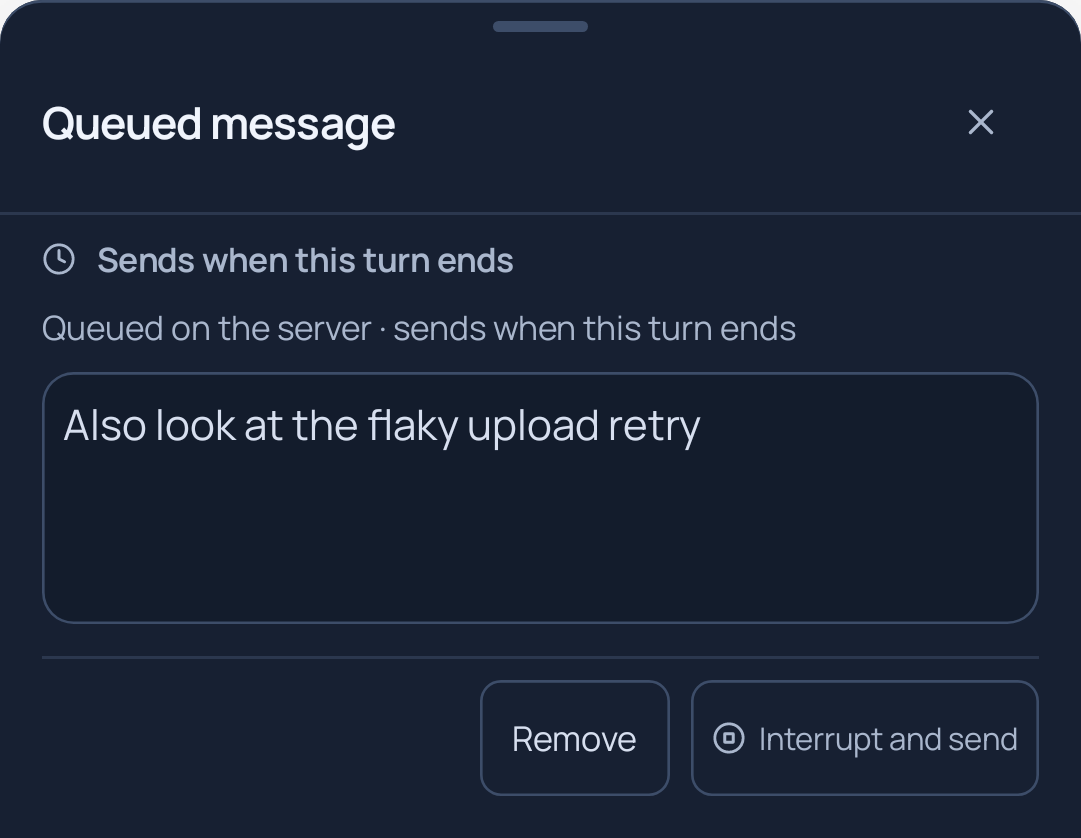 Queued message
Sends when this turn ends
Queued on the server · sends when this turn ends
Also look at the flaky upload retry
Remove
Interrupt and send